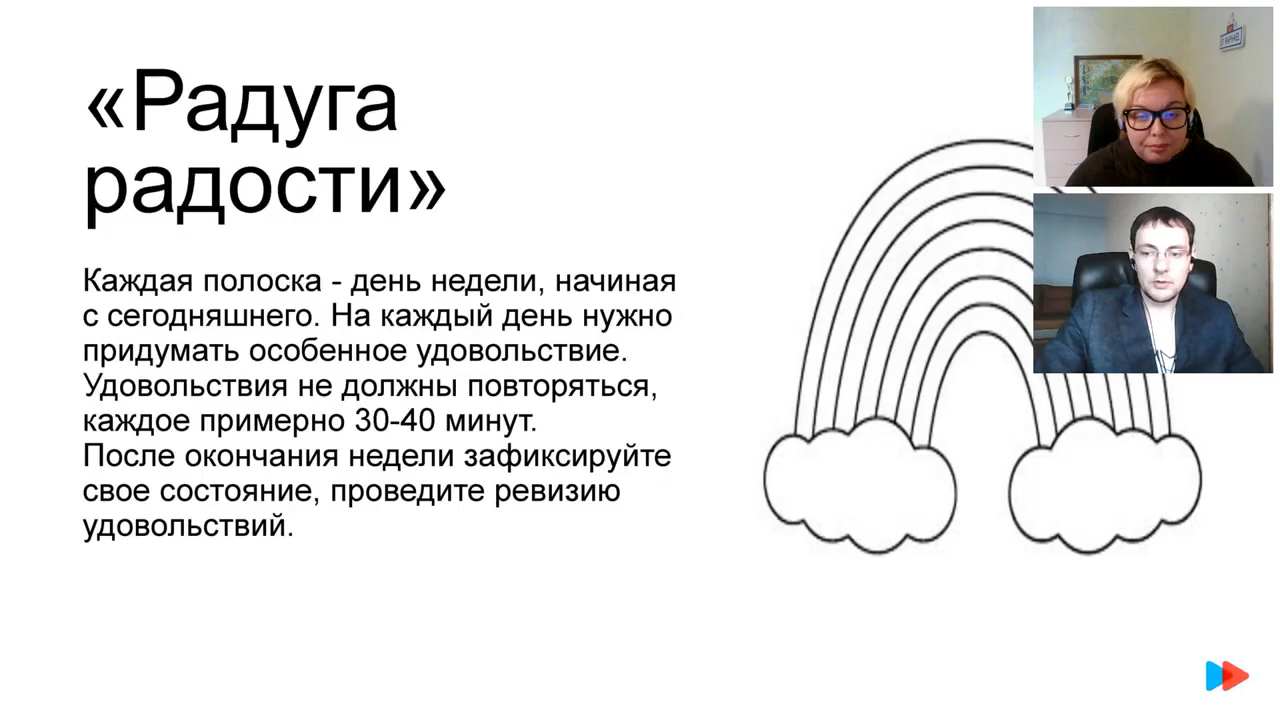 «Радуга
радости»
Каждая полоска - день недели, начиная
с сегодняшнего. На каждый день нужно
придумать особенное удовольствие.
Удовольствия не должны повторяться,
каждое примерно 30-40 минут.
После окончания недели зафиксируйте
свое состояние, проведите ревизию
удовольствий.